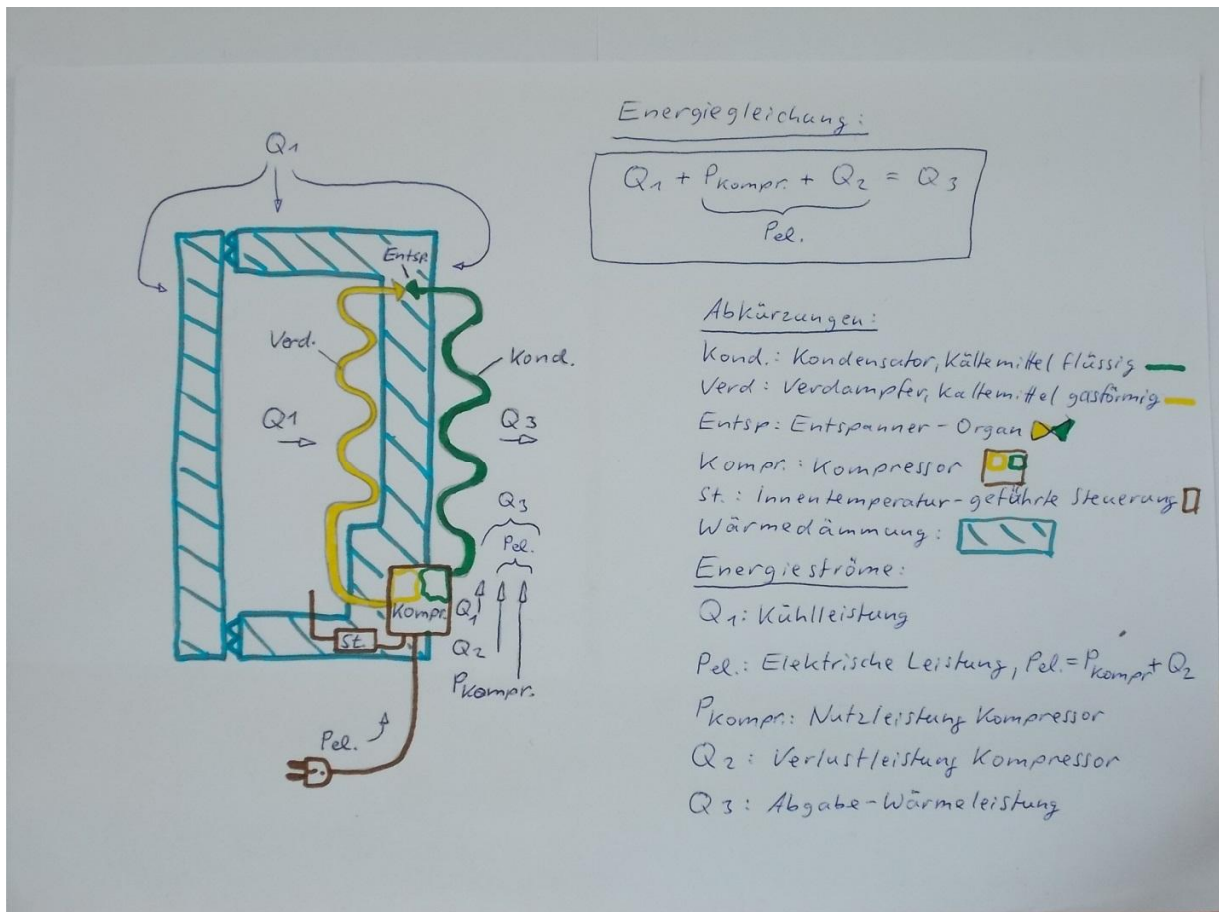 Q1
Entsp.
Verd.
Kond.
Q1
Q3
Q3
Pel.
Kompr.
Q1
St.
Q2
PKompr.
Pel.
Energiegleichung:
Q1 + PKompr. + Q2 = Q3
Pel.
Abkürzungen:
Kond.: Kondensator, Kältemittel flüssig
Verd: Verdampfer, Kaltemittel gasförmig
Entsp: Entspanner-Organ
Kompr.: Kompressor
St.: Innentemperatur-geführte Steuerung
Wärmedämmung:
Energieströme:
Q1: Kühlleistung
Pel.: Elektrische Leistung, Pel.=PKompr+Q2
PKompr.: Nutzleistung Kompressor
Q2: Verlustleistung Kompressor
Q3: Abgabe-Wärmeleistung